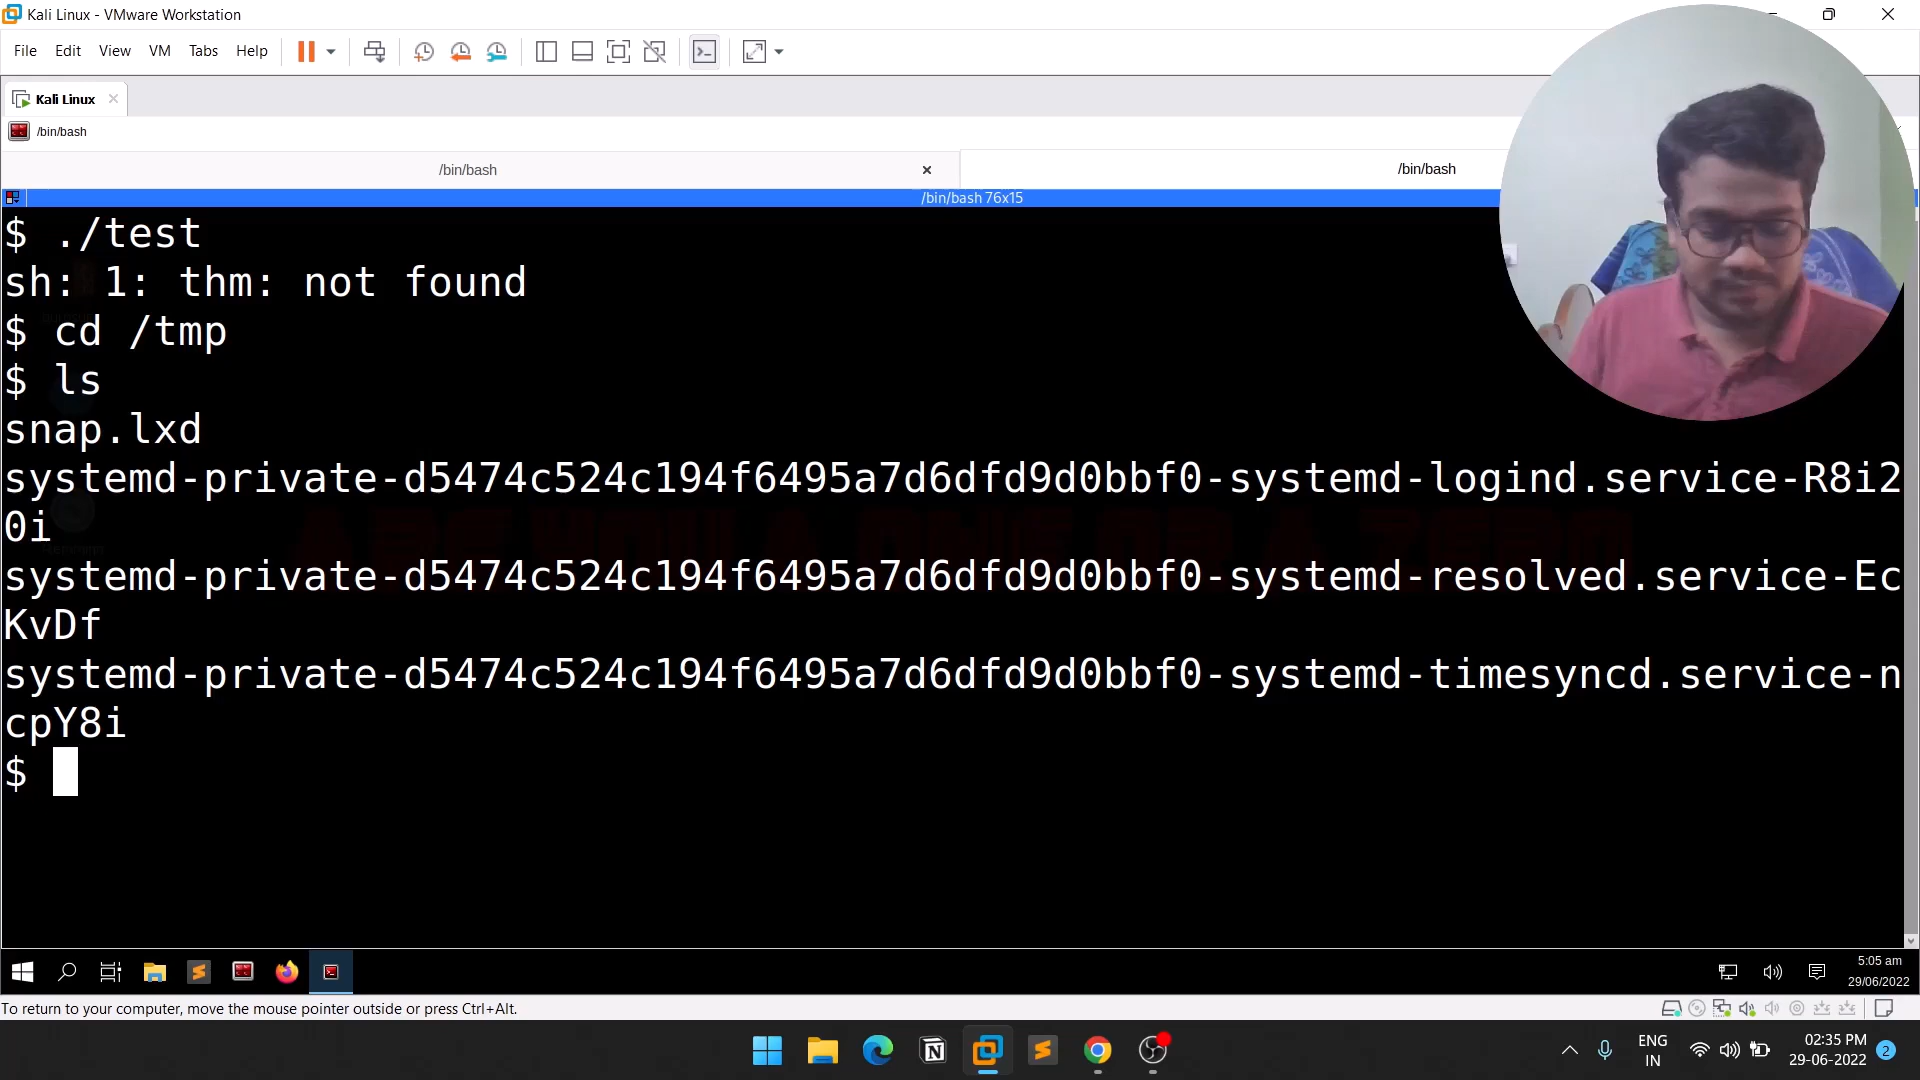 Kali Linux - VMware Workstation
File Edit View VM Tabs Help
Kali Linux
/bin/bash
/bin/bash
/bin/bash
/bin/bash 76x15
$ ./test
sh: 1: thm: not found
$ cd /tmp
$ ls
snap.lxd
systemd-private-d5474c524c194f6495a7d6dfd9d0bbf0-systemd-logind.service-R8i2
0i
systemd-private-d5474c524c194f6495a7d6dfd9d0bbf0-systemd-resolved.service-Ec
KvDf
systemd-private-d5474c524c194f6495a7d6dfd9d0bbf0-systemd-timesyncd.service-n
cpY8i
$
5:05 am
29/06/2022
To return to your computer, move the mouse pointer outside or press Ctrl+Alt.
ENG
IN
02:35 PM
29-06-2022
2